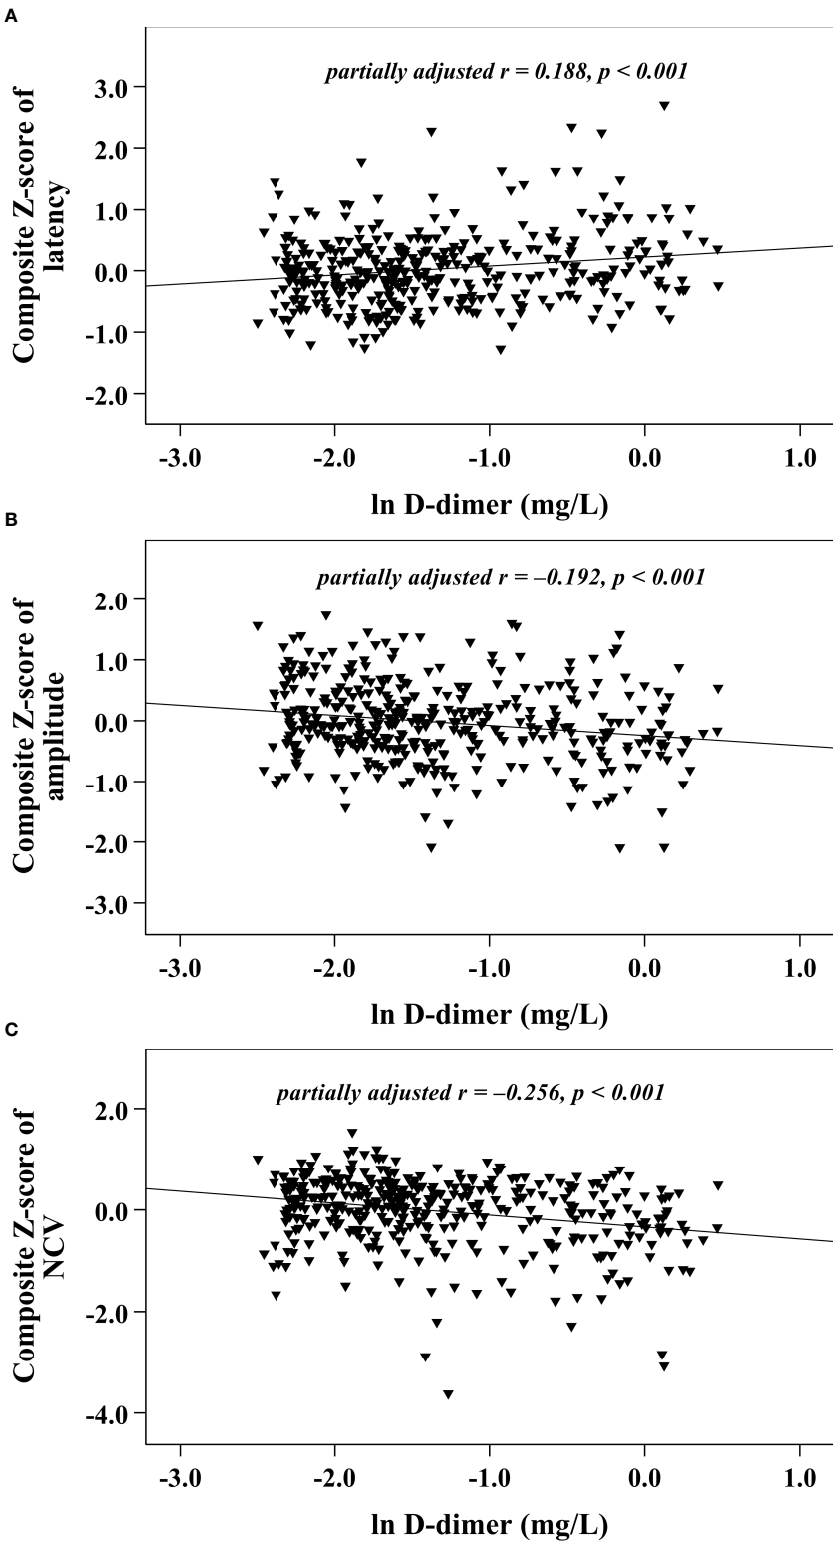 A
partially adjusted r = 0.188, p < 0.001
Composite Z-score of
latency
3.0
2.0
1.0
0.0
-1.0
-2.0
-3.0 -2.0 -1.0 0.0 1.0
ln D-dimer (mg/L)
B
partially adjusted r = –0.192, p < 0.001
Composite Z-score of
amplitude
2.0
1.0
0.0
-1.0
-2.0
-3.0
-3.0 -2.0 -1.0 0.0 1.0
ln D-dimer (mg/L)
C
partially adjusted r = –0.256, p < 0.001
Composite Z-score of
NCV
2.0
0.0
-2.0
-4.0
-3.0 -2.0 -1.0 0.0 1.0
ln D-dimer (mg/L)